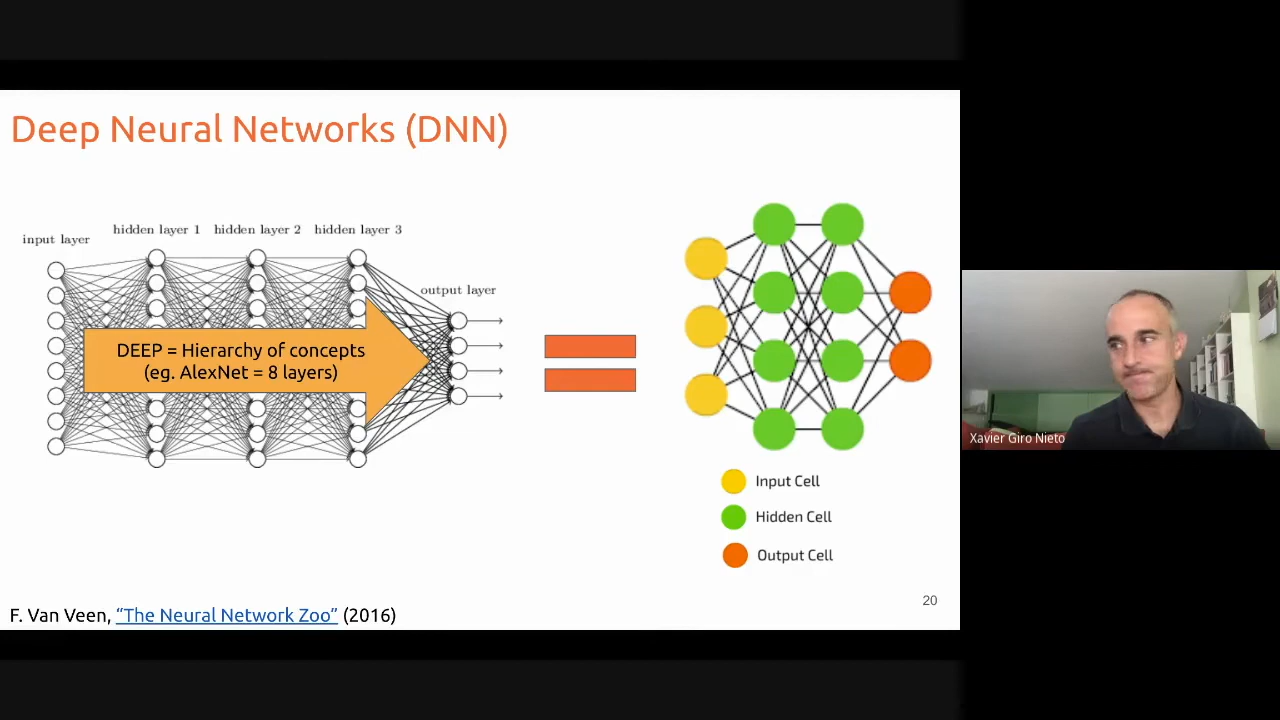 Deep Neural Networks (DNN)
input layer
hidden layer 1
hidden layer 2
hidden layer 3
output layer
DEEP = Hierarchy of concepts
(eg. AlexNet = 8 layers)
Input Cell
Hidden Cell
Output Cell
F. Van Veen, “The Neural Network Zoo” (2016)
20
Xavier Giro Nieto